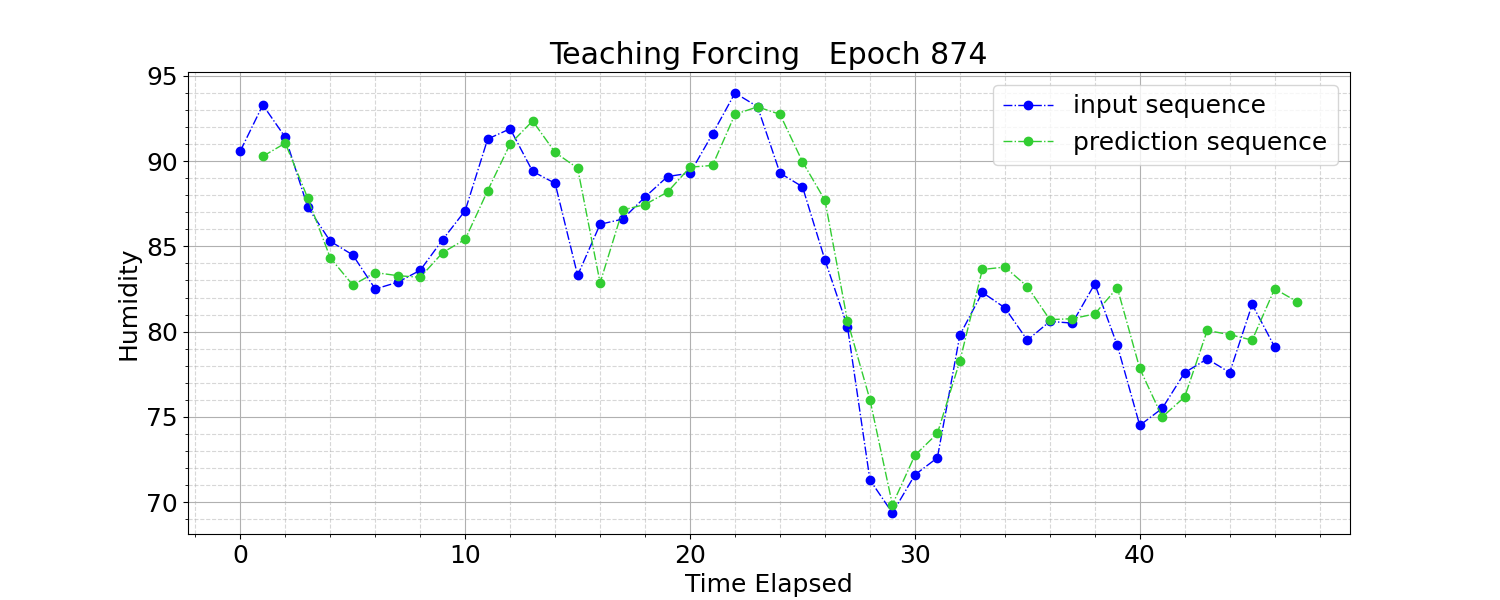 Teaching Forcing   Epoch 874
95
90
85
80
75
70
Humidity
input sequence
prediction sequence
0 10 20 30 40
Time Elapsed